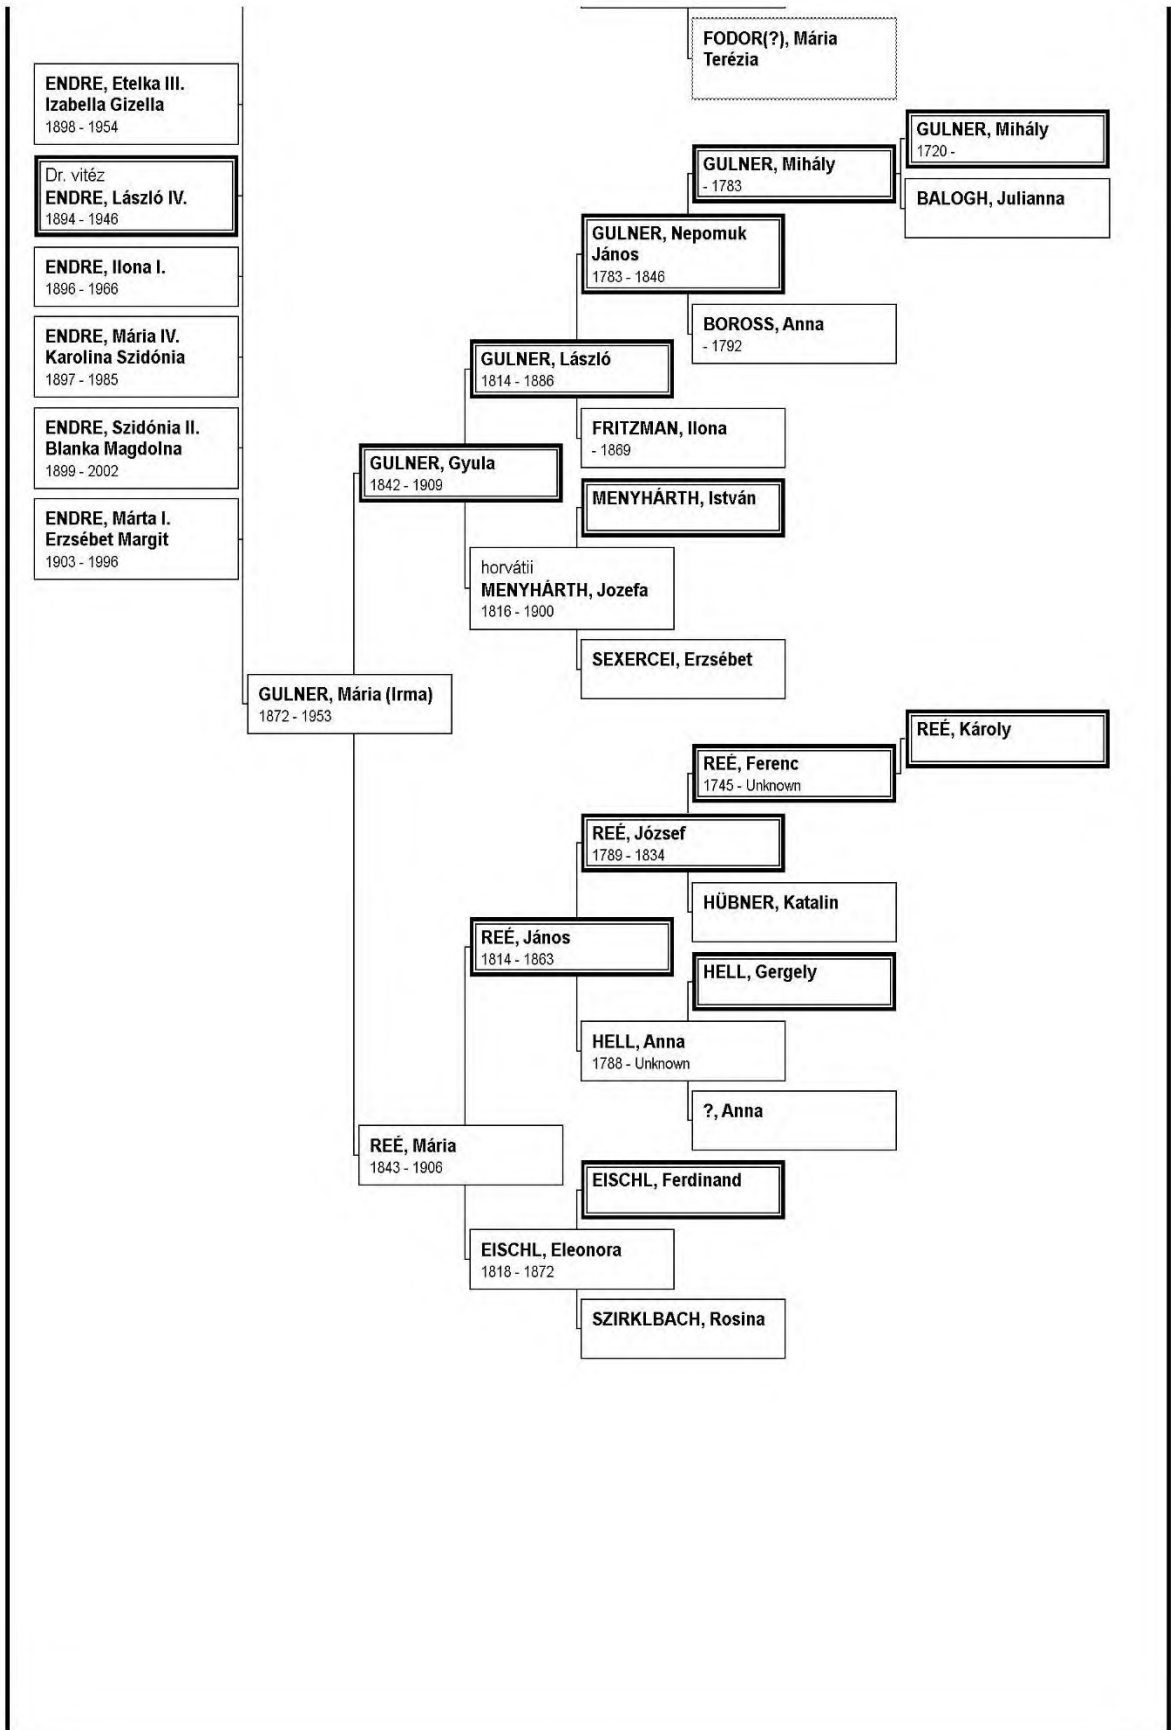 FODOR(?), Mária
Terézia
ENDRE, Etelka III.
Izabella Gizella
1898 - 1954
GULNER, Mihály
1720 -
GULNER, Mihály
- 1783
Dr. vitéz
ENDRE, László IV.
1894 - 1946
BALOGH, Julianna
GULNER, Nepomuk
János
1783 - 1846
ENDRE, Ilona I.
1896 - 1966
BOROSS, Anna
- 1792
ENDRE, Mária IV.
Karolina Szidónia
1897 - 1985
GULNER, László
1814 - 1886
ENDRE, Szidónia II.
Blanka Magdolna
1899 - 2002
FRITZMAN, Ilona
- 1869
GULNER, Gyula
1842 - 1909
MENYHÁRTH, István
ENDRE, Márta I.
Erzsébet Margit
1903 - 1996
horvátii
MENYHÁRTH, Jozefa
1816 - 1900
SEXERCEI, Erzsébet
GULNER, Mária (Irma)
1872 - 1953
REÉ, Károly
REÉ, Ferenc
1745 - Unknown
REÉ, József
1789 - 1834
HÜBNER, Katalin
REÉ, János
1814 - 1863
HELL, Gergely
HELL, Anna
1788 - Unknown
?, Anna
REÉ, Mária
1843 - 1906
EISCHL, Ferdinand
EISCHL, Eleonora
1818 - 1872
SZIRKLBACH, Rosina